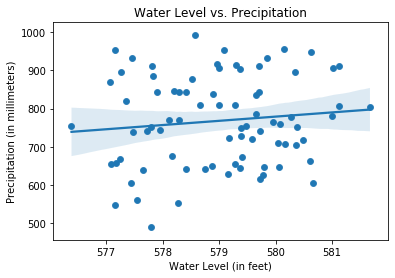 Water Level vs. Precipitation
Precipitation (in millimeters)
1000
900
800
700
600
500
577 578 579 580 581
Water Level (in feet)